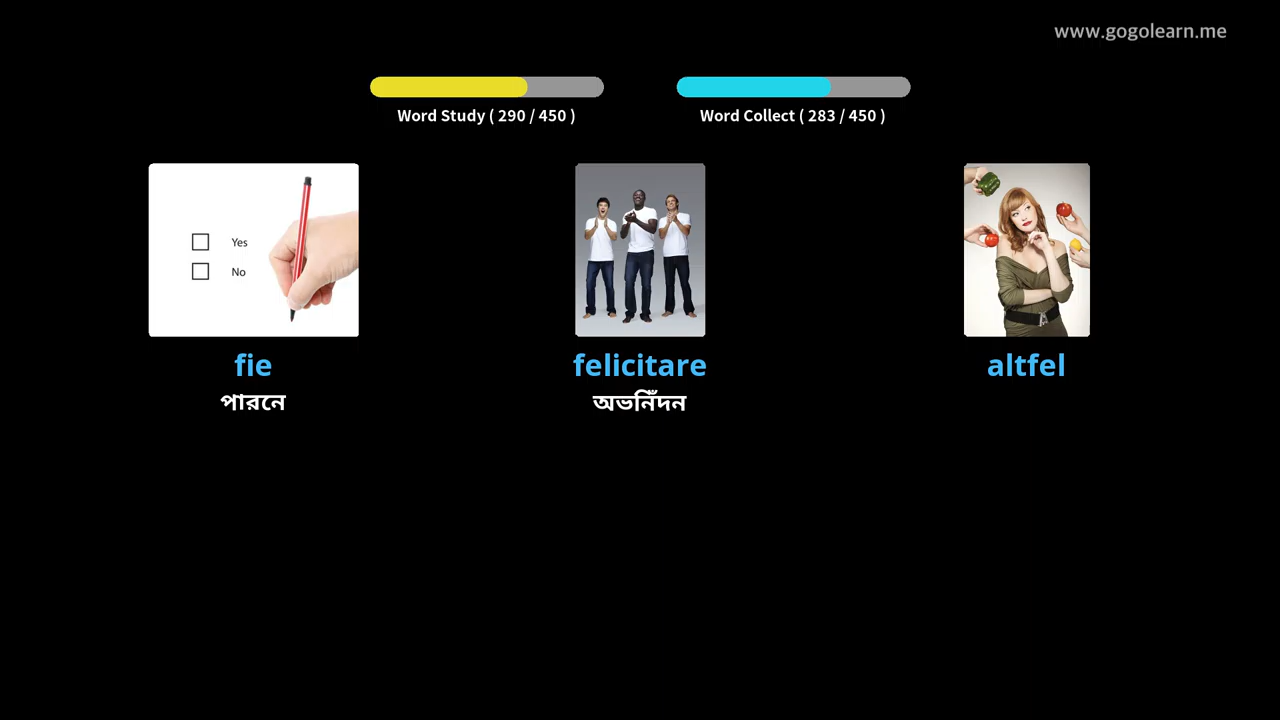 www.gogolearn.me
Word Study ( 290 / 450 )
Word Collect ( 283 / 450 )
Yes
No
fie
felicitare
altfel
পারনে
অভনিঁদন